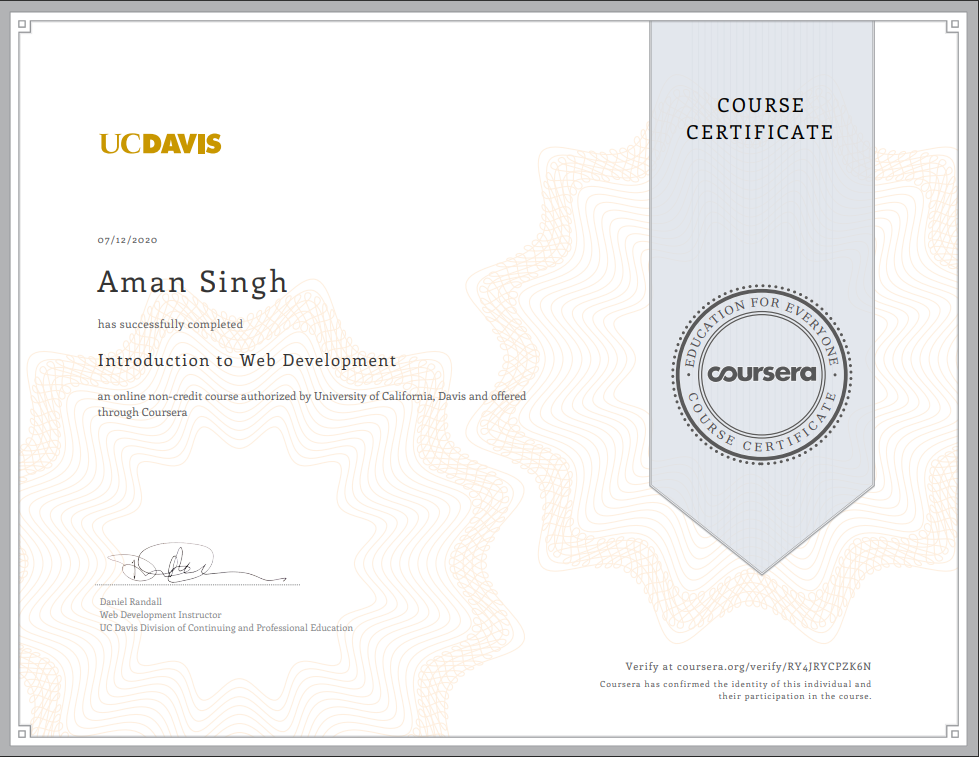 COURSE
CERTIFICATE
UCDAVIS
07/12/2020
Aman Singh
has successfully completed
Introduction to Web Development
an online non-credit course authorized by University of California, Davis and offered
through Coursera
EDUCATION FOR EVERYONE
coursera
COURSE CERTIFICATE
Daniel Randall
Web Development Instructor
UC Davis Division of Continuing and Professional Education
Verify at coursera.org/verify/RY4JRYCPZK6N
Coursera has confirmed the identity of this individual and
their participation in the course.